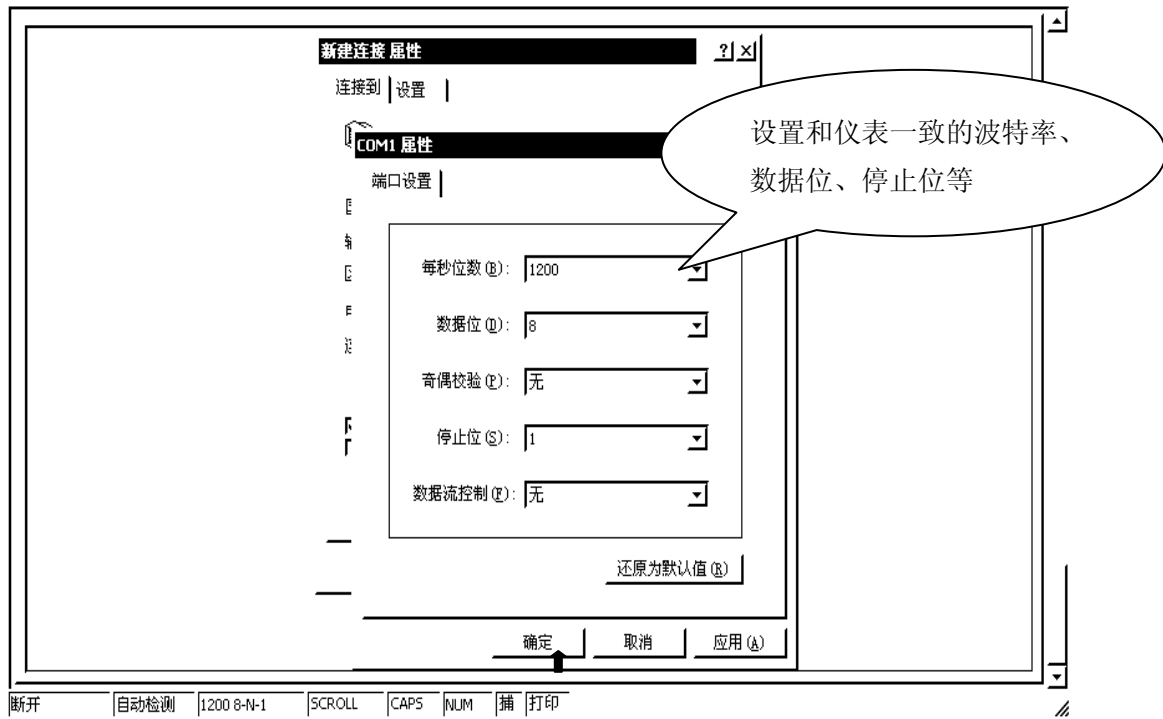 新建连接 属性
连接到 设置
COM1 属性
端口设置
设置和仪表一致的波特率、
数据位、停止位等
每秒位数(B): 1200
数据位(D): 8
奇偶校验(P): 无
停止位(S): 1
数据流控制(F): 无
还原为默认值(R)
确定 取消 应用(A)
断开 自动检测 1200 8-N-1 SCROLL CAPS NUM 捕 打印